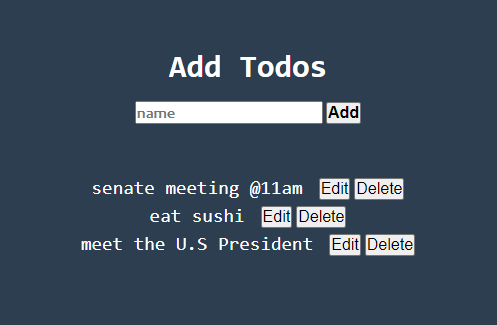 Add Todos
name Add
senate meeting @11am Edit Delete
eat sushi Edit Delete
meet the U.S President Edit Delete